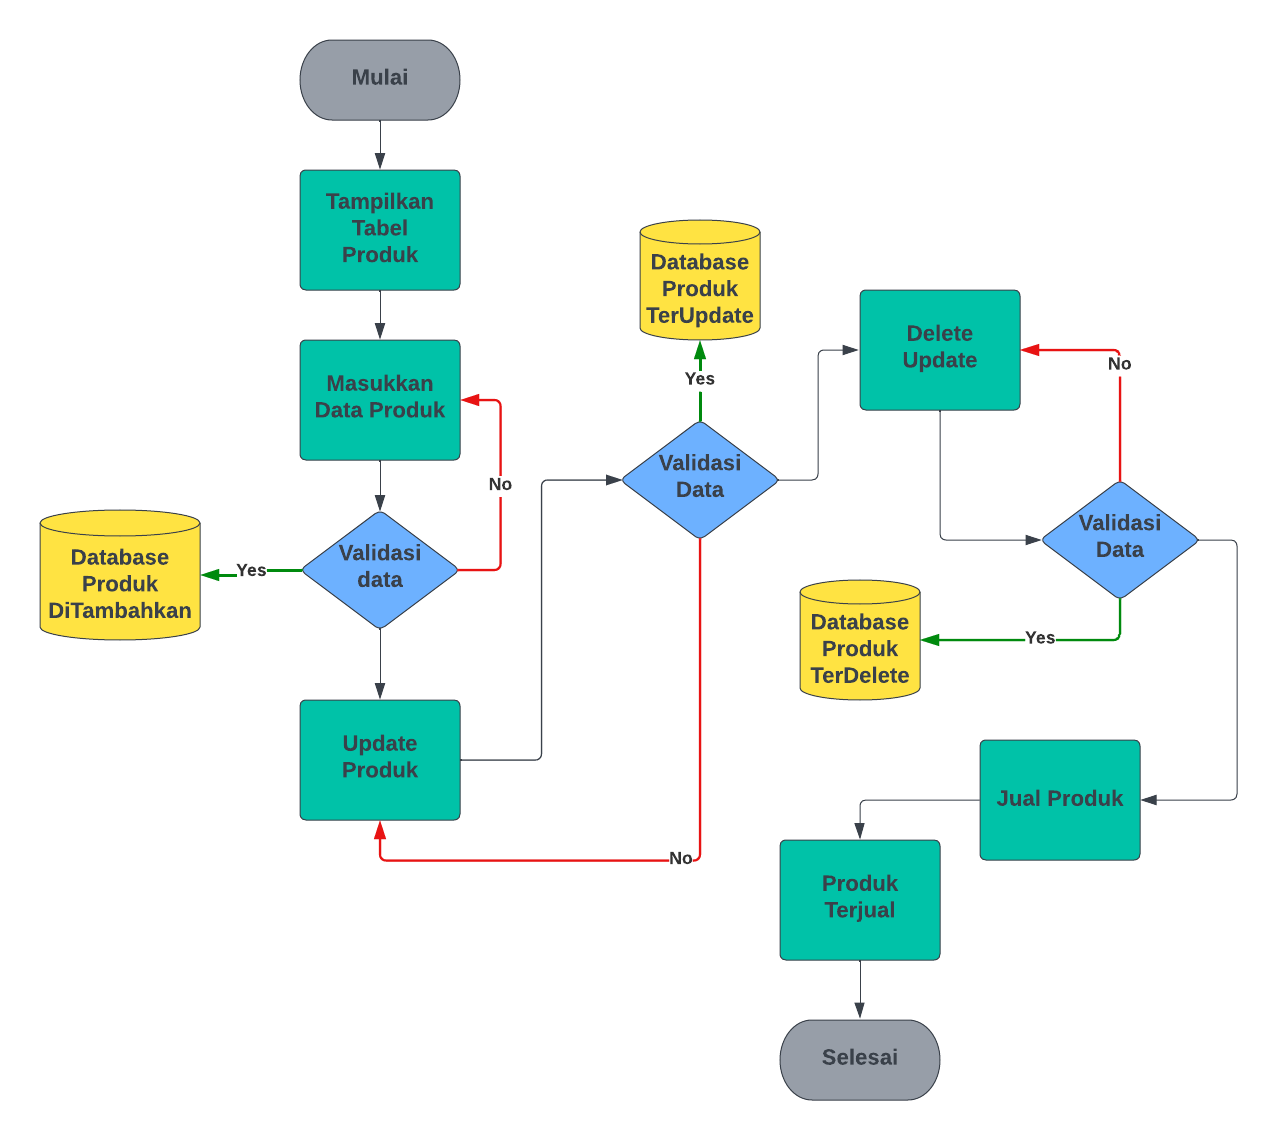 Mulai
Tampilkan
Tabel
Produk
Masukkan
Data Produk
No
Validasi
data
Yes
Database
Produk
DiTambahkan
Update
Produk
Database
Produk
TerUpdate
Yes
Validasi
Data
No
Delete
Update
No
Validasi
Data
Yes
Database
Produk
TerDelete
Jual Produk
Produk
Terjual
Selesai